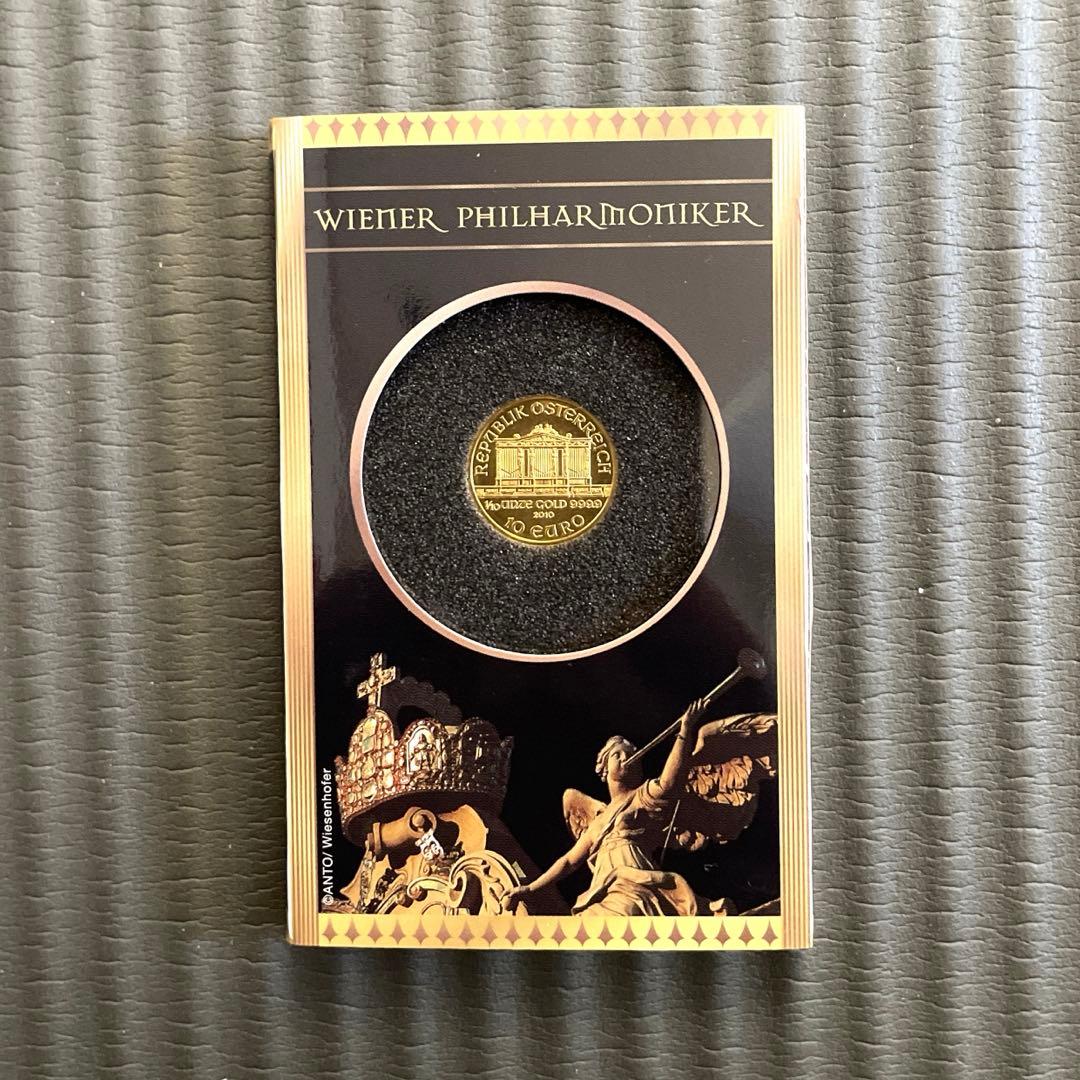 WIENER PHILHARMONIKER
REPUBLIK ÖSTERREICH
1/10 UNZE GOLD 999.9
2010
10 EURO
©ANTO/ Wiesenhofer